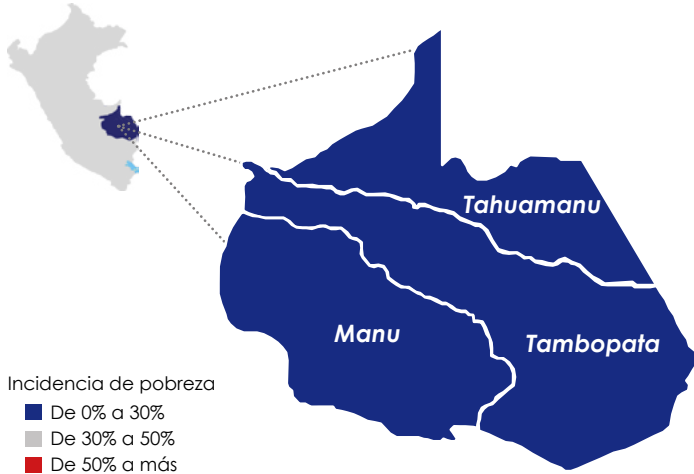 Tahuamanu
Manu
Tambopata
Incidencia de pobreza
De 0% a 30%
De 30% a 50%
De 50% a más